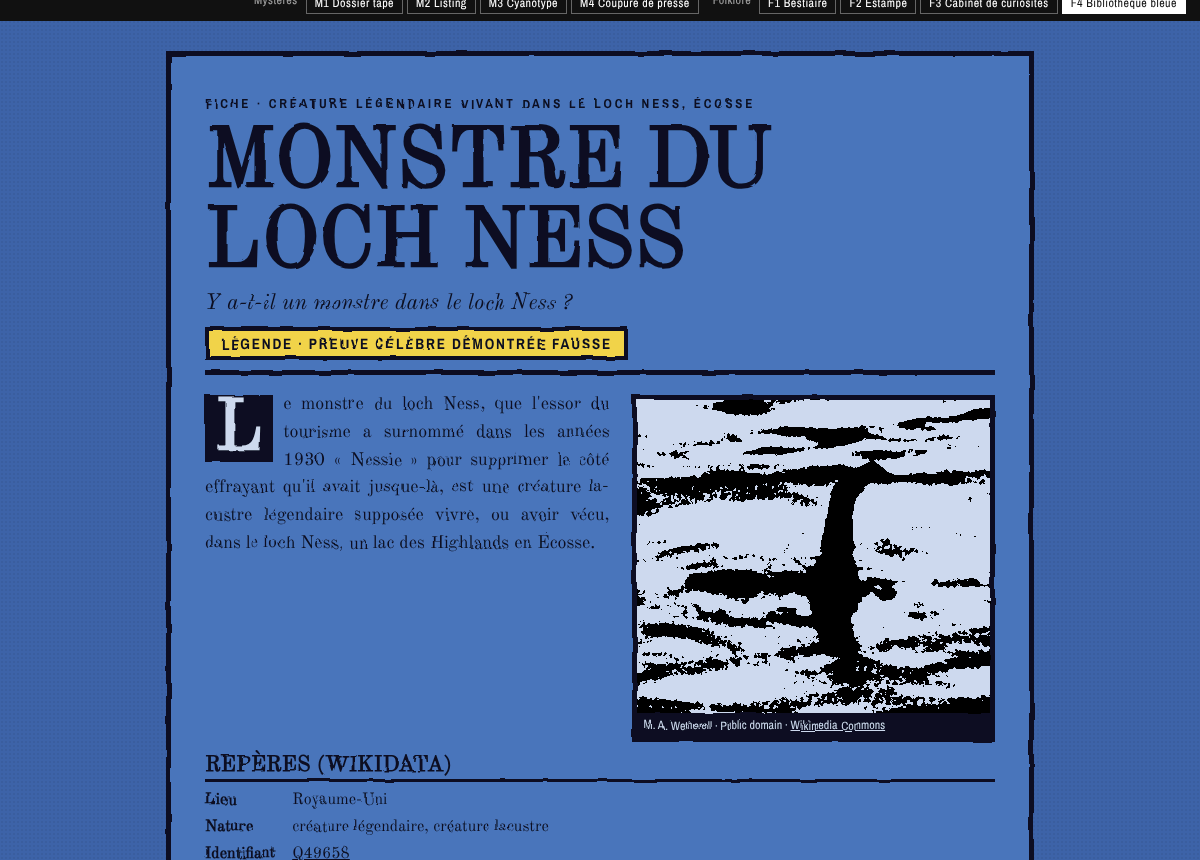 Mystères M1 Dossier tapé M2 Listing M3 Cyanotype M4 Coupure de presse Folklore F1 Bestiaire F2 Estampe F3 Cabinet de curiosités F4 Bibliothèque bleue
FICHE · CRÉATURE LÉGENDAIRE VIVANT DANS LE LOCH NESS, ÉCOSSE
MONSTRE DU
LOCH NESS
Y a-t-il un monstre dans le loch Ness ?
LÉGENDE · PREUVE CÉLÈBRE DÉMONTRÉE FAUSSE
Le monstre du loch Ness, que l'essor du
tourisme a surnommé dans les années
1930 « Nessie » pour supprimer le côté
effrayant qu'il avait jusque-là, est une créature la-
custre légendaire supposée vivre, ou avoir vécu,
dans le loch Ness, un lac des Highlands en Écosse.
M. A. Wetherell · Public domain · Wikimedia Commons
REPÈRES (WIKIDATA)
Lieu Royaume-Uni
Nature créature légendaire, créature lacustre
Identifiant Q49658